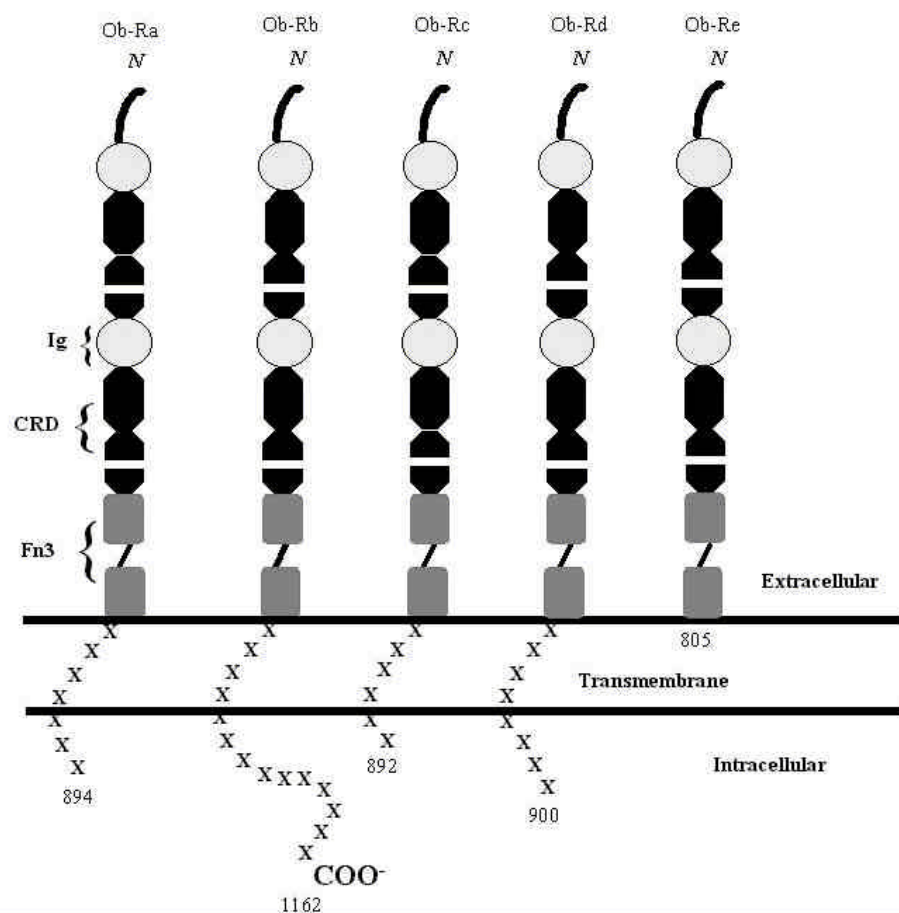 Ob-Ra Ob-Rb Ob-Rc Ob-Rd Ob-Re
N N N N N
Ig {
CRD {
Fn3 {
Extracellular
X X X X
805
X X X X
X X X X
Transmembrane
X X X X
X X X X
X X X X
X X X X
Intracellular
892
X X X X X X
894
900
X
X
X
COO-
1162